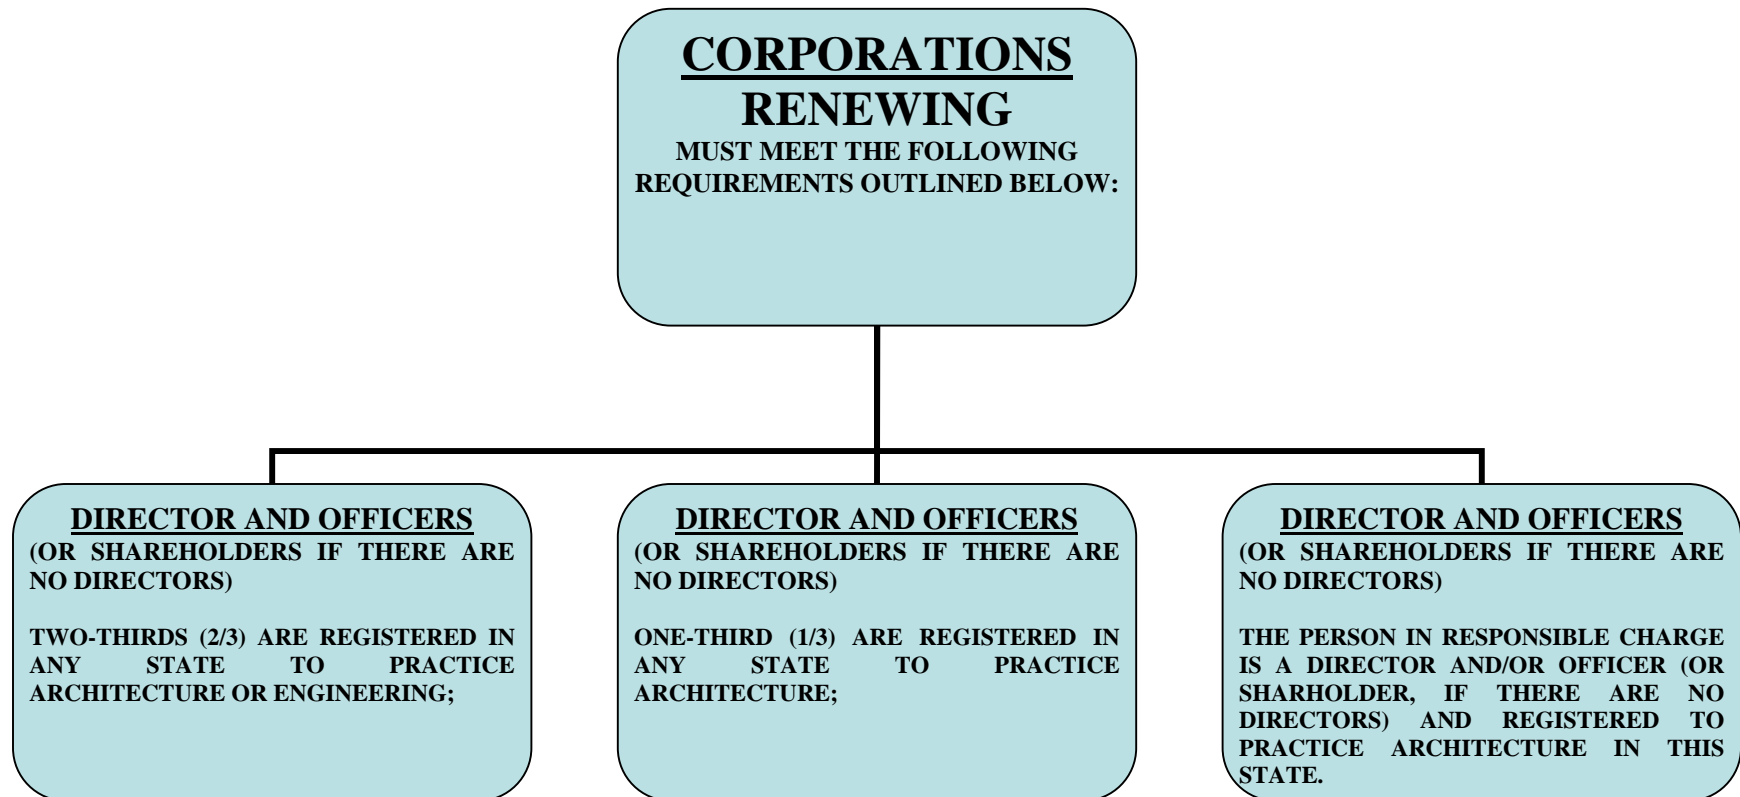 CORPORATIONS
RENEWING
MUST MEET THE FOLLOWING
REQUIREMENTS OUTLINED BELOW:
DIRECTOR AND OFFICERS
(OR SHAREHOLDERS IF THERE ARE
NO DIRECTORS)
TWO-THIRDS (2/3) ARE REGISTERED IN
ANY STATE TO PRACTICE
ARCHITECTURE OR ENGINEERING;
DIRECTOR AND OFFICERS
(OR SHAREHOLDERS IF THERE ARE
NO DIRECTORS)
ONE-THIRD (1/3) ARE REGISTERED IN
ANY STATE TO PRACTICE
ARCHITECTURE;
DIRECTOR AND OFFICERS
(OR SHAREHOLDERS IF THERE ARE
NO DIRECTORS)
THE PERSON IN RESPONSIBLE CHARGE
IS A DIRECTOR AND/OR OFFICER (OR
SHARHOLDER, IF THERE ARE NO
DIRECTORS) AND REGISTERED TO
PRACTICE ARCHITECTURE IN THIS
STATE.